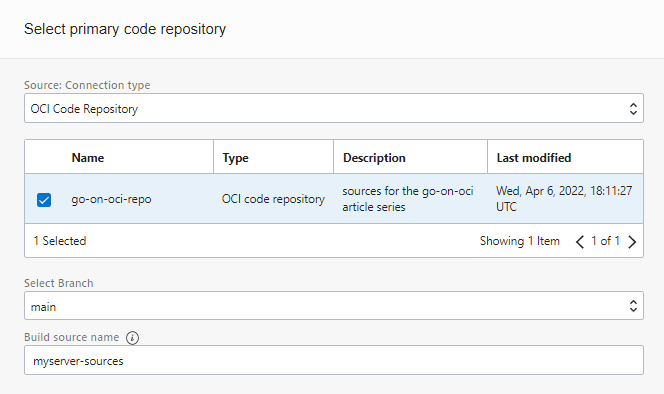 Select primary code repository
Source: Connection type
OCI Code Repository
Name Type Description Last modified
go-on-oci-repo OCI code repository sources for the go-on-oci article series Wed, Apr 6, 2022, 18:11:27 UTC
1 Selected Showing 1 Item 1 of 1
Select Branch
main
Build source name
myserver-sources